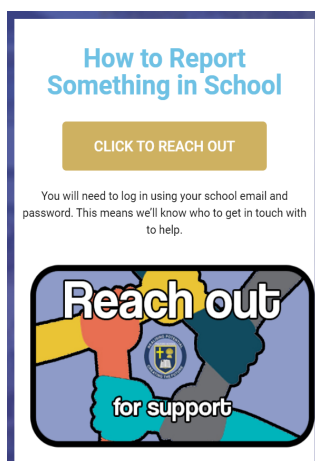 How to Report
Something in School
CLICK TO REACH OUT
You will need to log in using your school email and
password. This means we'll know who to get in touch with
to help.
Reach out
for support